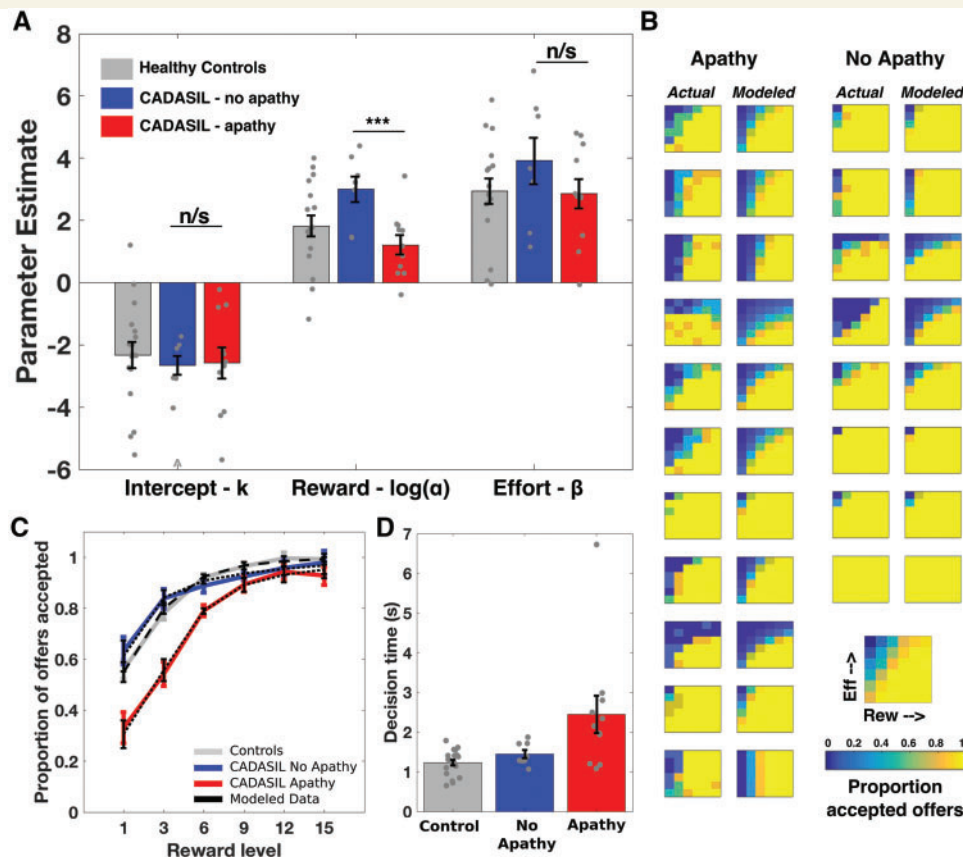 A
Healthy Controls
CADASIL - no apathy
CADASIL - apathy
n/s
***
n/s
Parameter Estimate
8
6
4
2
0
-2
-4
-6
Intercept - k
Reward - log(α)
Effort - β
B
Apathy
No Apathy
Actual
Modeled
Actual
Modeled
Eff -->
Rew -->
0 0.2 0.4 0.6 0.8 1
Proportion
accepted offers
C
Proportion of offers accepted
1
0.8
0.6
0.4
0.2
0
Controls
CADASIL No Apathy
CADASIL Apathy
Modeled Data
1 3 6 9 12 15
Reward level
D
Decision time (s)
7
6
5
4
3
2
1
0
Control
No
Apathy
Apathy